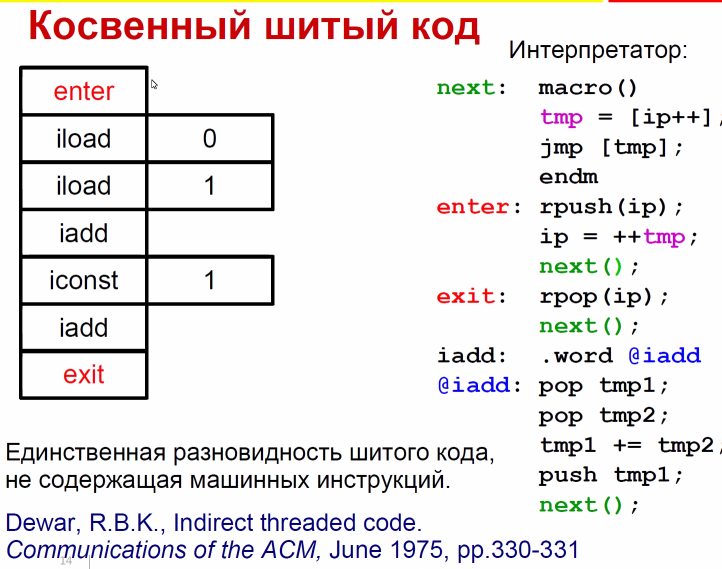 Косвенный шитый код
enter
iload 0
iload 1
iadd
iconst 1
iadd
exit
Интерпретатор:
next: macro()
tmp = [ip++];
jmp [tmp];
endm
enter: rpush(ip);
ip = ++tmp;
next();
exit: rpop(ip);
next();
iadd: .word @iadd
@iadd: pop tmp1;
pop tmp2;
tmp1 += tmp2;
push tmp1;
next();
Единственная разновидность шитого кода,
не содержащая машинных инструкций.
Dewar, R.B.K., Indirect threaded code.
Communications of the ACM, June 1975, pp.330-331
14